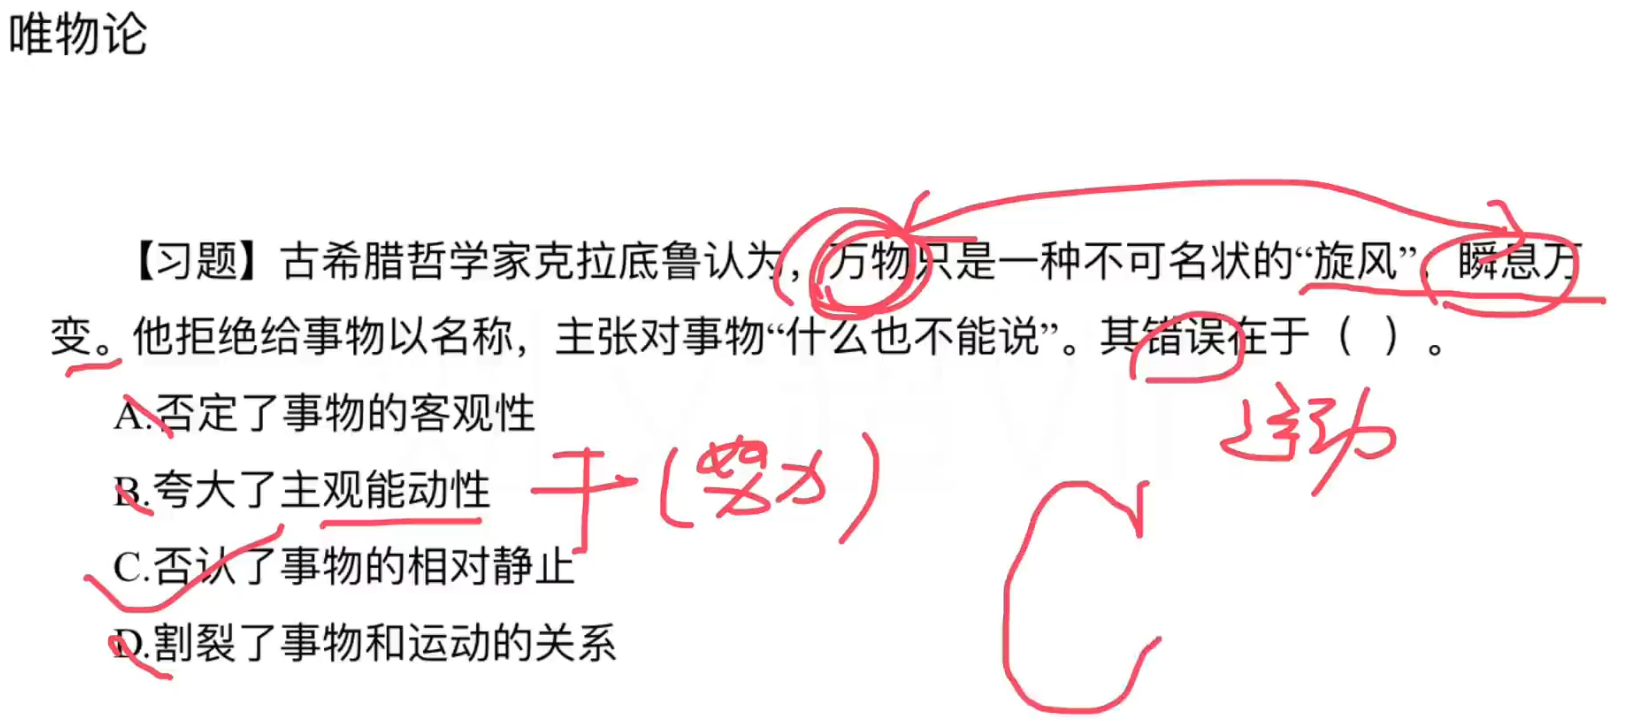 唯物论
【习题】古希腊哲学家克拉底鲁认为，万物只是一种不可名状的“旋风”，瞬息万
变。他拒绝给事物以名称，主张对事物“什么也不能说”。其错误在于（ ）。
A.否定了事物的客观性
运动
B.夸大了主观能动性 干（努力）
C.否认了事物的相对静止
C
D.割裂了事物和运动的关系